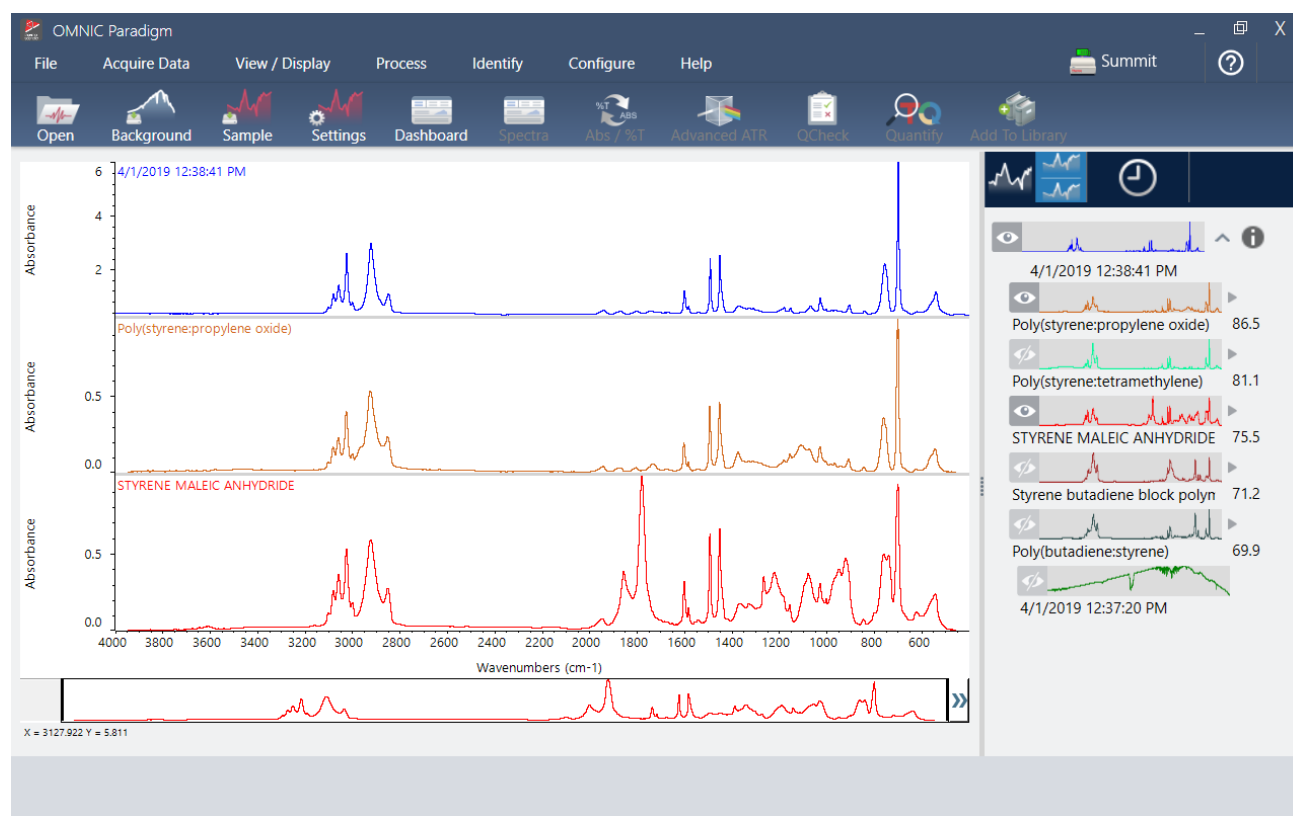 OMNIC Paradigm
_ X
File Acquire Data View / Display Process Identify Configure Help Summit ?
%T ABS
Open Background Sample Settings Dashboard Spectra Abs / %T Advanced ATR QCheck Quantify Add To Library
4/1/2019 12:38:41 PM
Absorbance
6
4
2
Poly(styrene:propylene oxide)
Absorbance
0.5
0.0
STYRENE MALEIC ANHYDRIDE
Absorbance
0.5
0.0
4000 3800 3600 3400 3200 3000 2800 2600 2400 2200 2000 1800 1600 1400 1200 1000 800 600
Wavenumbers (cm-1)
»
X = 3127.922 Y = 5.811
i
4/1/2019 12:38:41 PM
Poly(styrene:propylene oxide) 86.5
Poly(styrene:tetramethylene) 81.1
STYRENE MALEIC ANHYDRIDE 75.5
Styrene butadiene block polyn 71.2
Poly(butadiene:styrene) 69.9
4/1/2019 12:37:20 PM